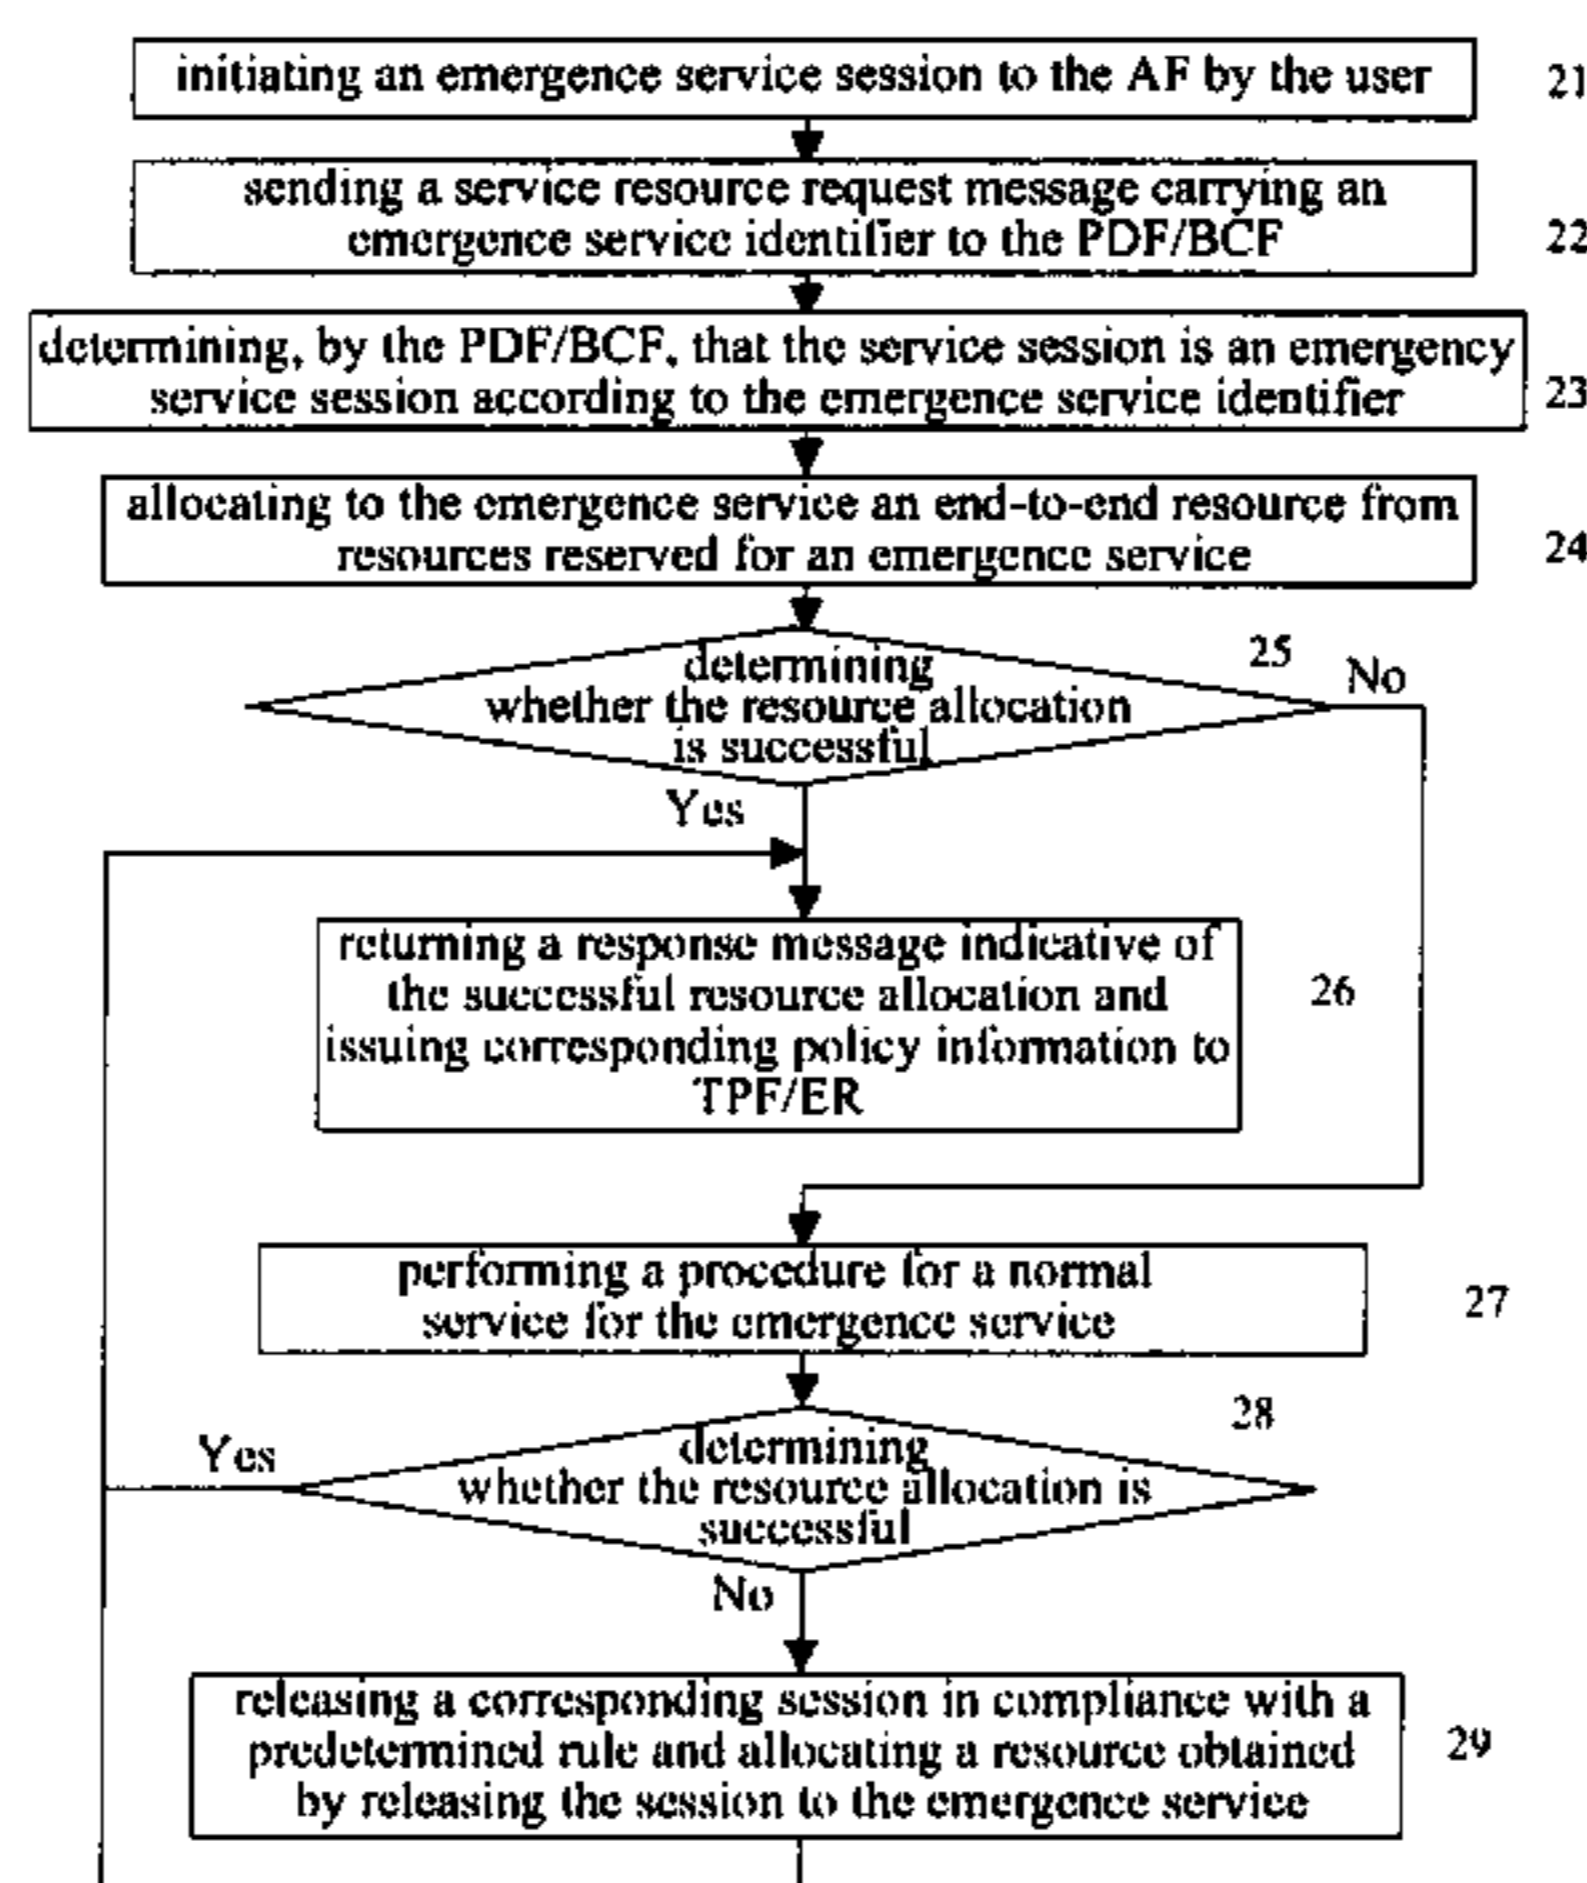 initiating an emergence service session to the AF by the user
21
sending a service resource request message carrying an
emergence service identifier to the PDF/BCF
22
determining, by the PDF/BCF, that the service session is an emergency
service session according to the emergence service identifier
23
allocating to the emergence service an end-to-end resource from
resources reserved for an emergence service
24
determining
whether the resource allocation
is successful
25
No
Yes
returning a response message indicative of
the successful resource allocation and
issuing corresponding policy information to
TPF/ER
26
performing a procedure for a normal
service for the emergence service
27
28
Yes
determining
whether the resource allocation is
successful
No
releasing a corresponding session in compliance with a
predetermined rule and allocating a resource obtained
by releasing the session to the emergence service
29